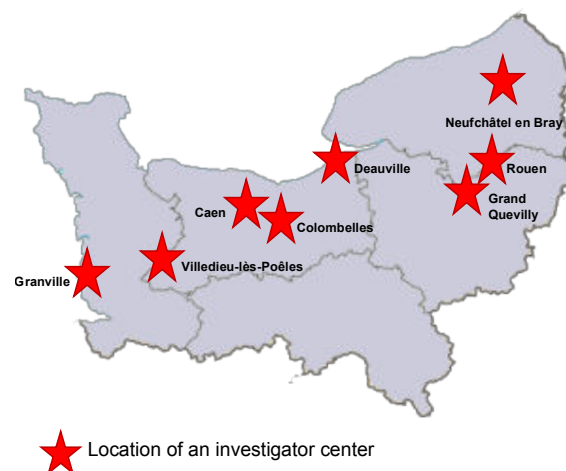 Neufchâtel en Bray
Deauville
Rouen
Caen
Grand
Quevilly
Colombelles
Villedieu-lès-Poêles
Granville
Location of an investigator center